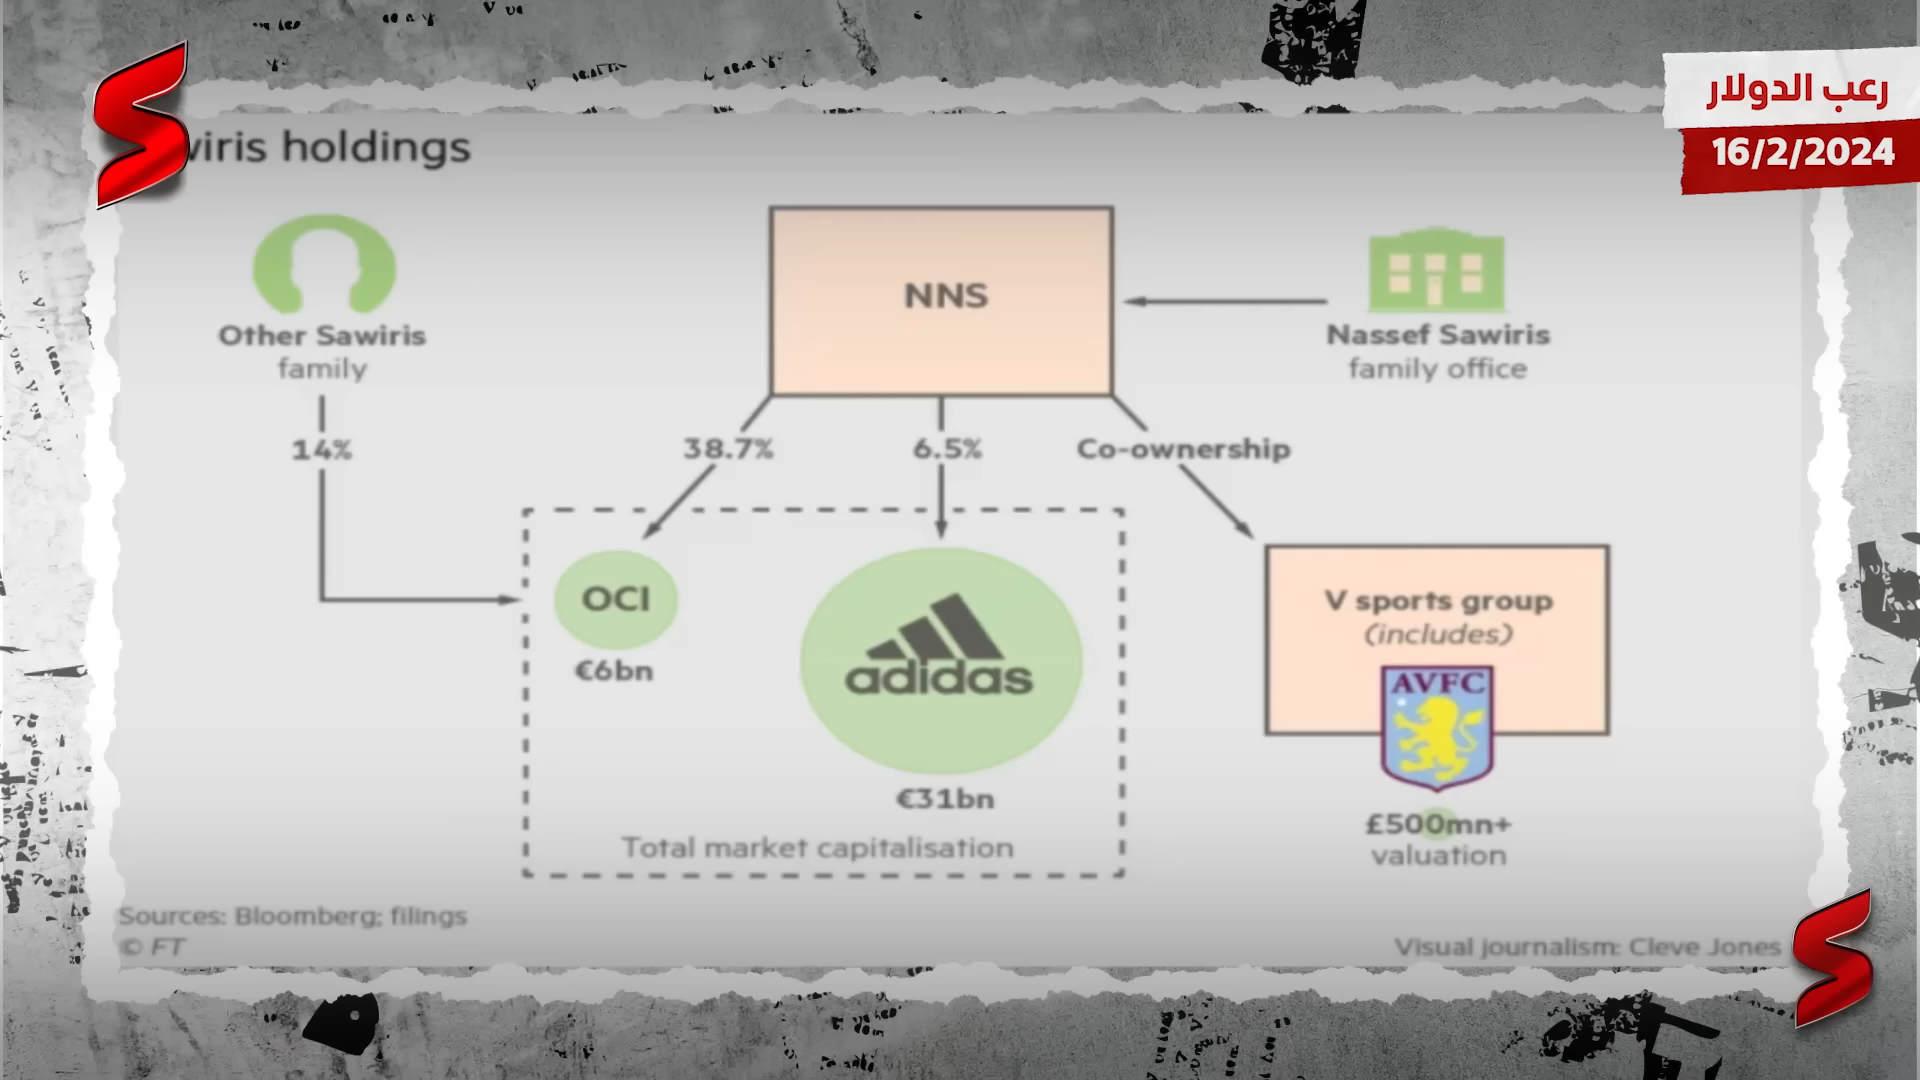 رعب الدولار
16/2/2024
wiris holdings
NNS
Other Sawiris
family
Nassef Sawiris
family office
14%
38.7%
6.5%
Co-ownership
OCI
€6bn
adidas
€31bn
Total market capitalisation
V sports group
(includes)
AVFC
£500mn+
valuation
Sources: Bloomberg; filings
© FT
Visual journalism: Cleve Jones